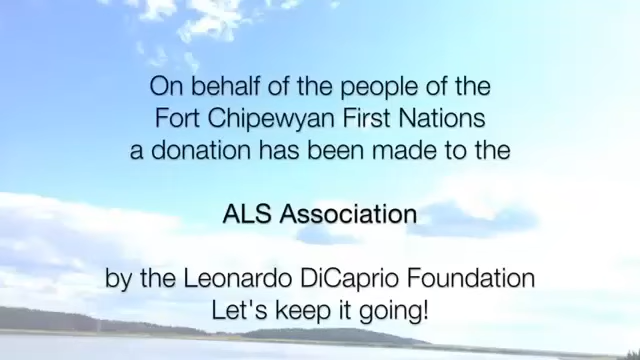 On behalf of the people of the
Fort Chipewyan First Nations
a donation has been made to the
ALS Association
by the Leonardo DiCaprio Foundation
Let's keep it going!